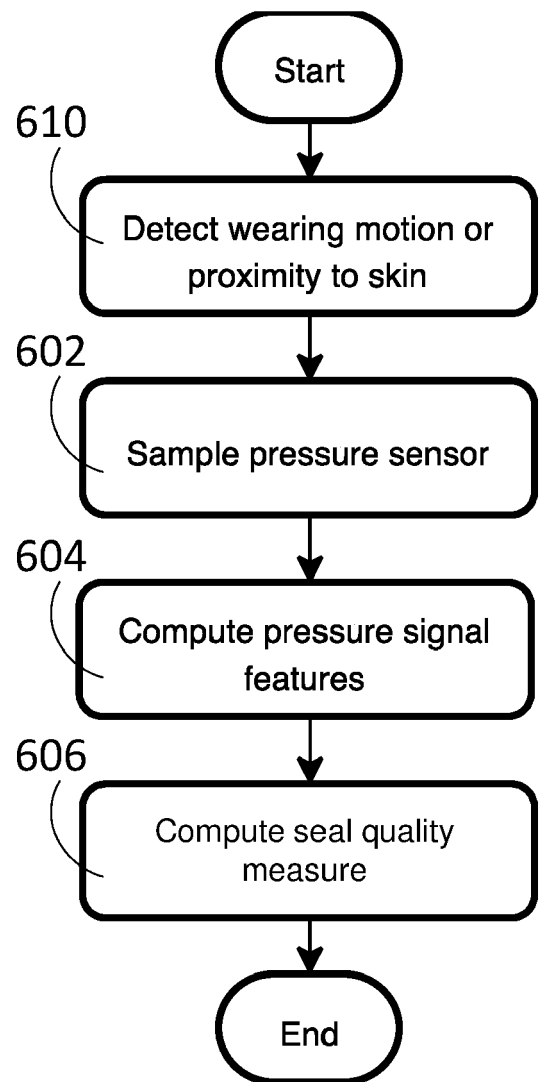 Start
610
Detect wearing motion or
proximity to skin
602
Sample pressure sensor
604
Compute pressure signal
features
606
Compute seal quality
measure
End